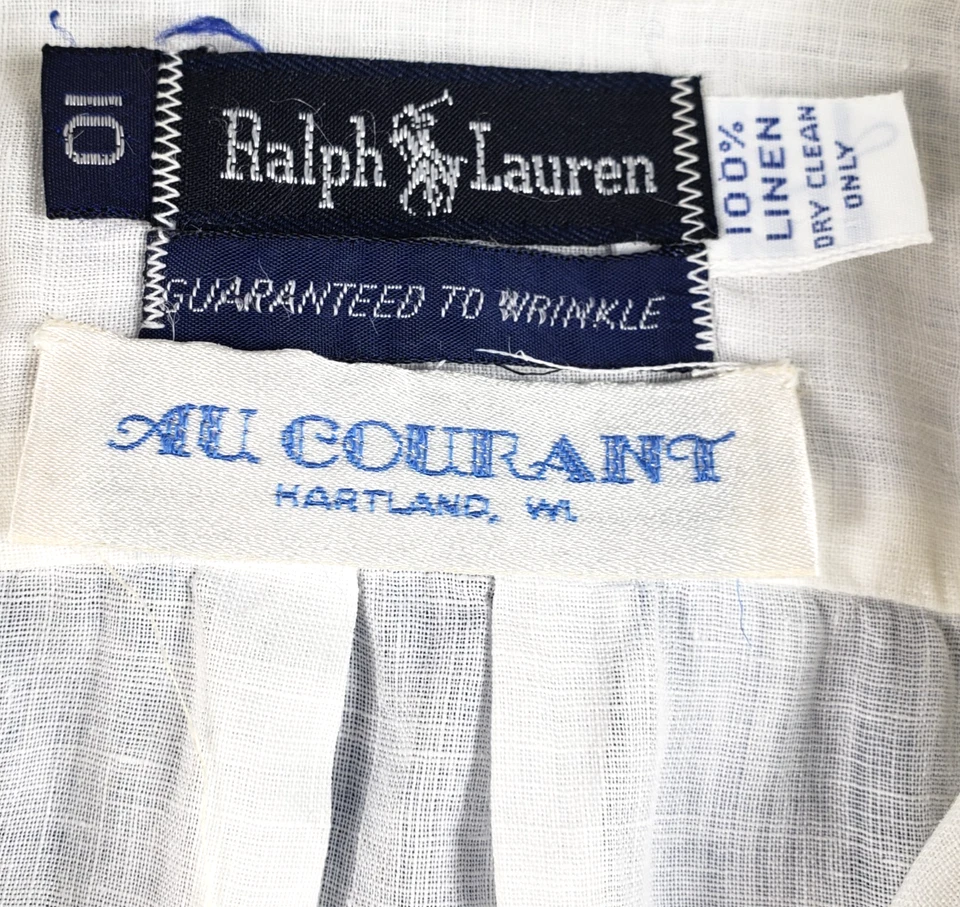 10
Ralph Lauren
100%
LINEN
DRY CLEAN
ONLY
GUARANTEED TO WRINKLE
AU COURANT
HARTLAND, WI.